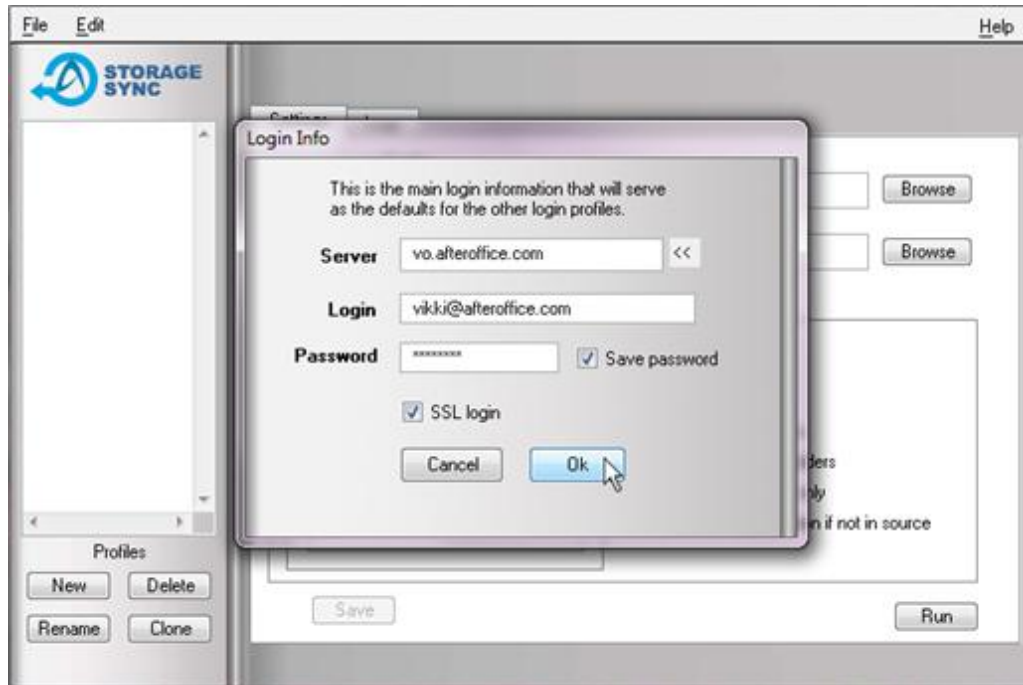 File Edit Help
STORAGE
SYNC
Login Info
This is the main login information that will serve
as the defaults for the other login profiles.
Server vo.afteroffice.com <<
Login vikki@afteroffice.com
Password ******** Save password
SSL login
Cancel Ok
Browse
Browse
if not in source
Profiles
New Delete
Rename Clone
Save Run